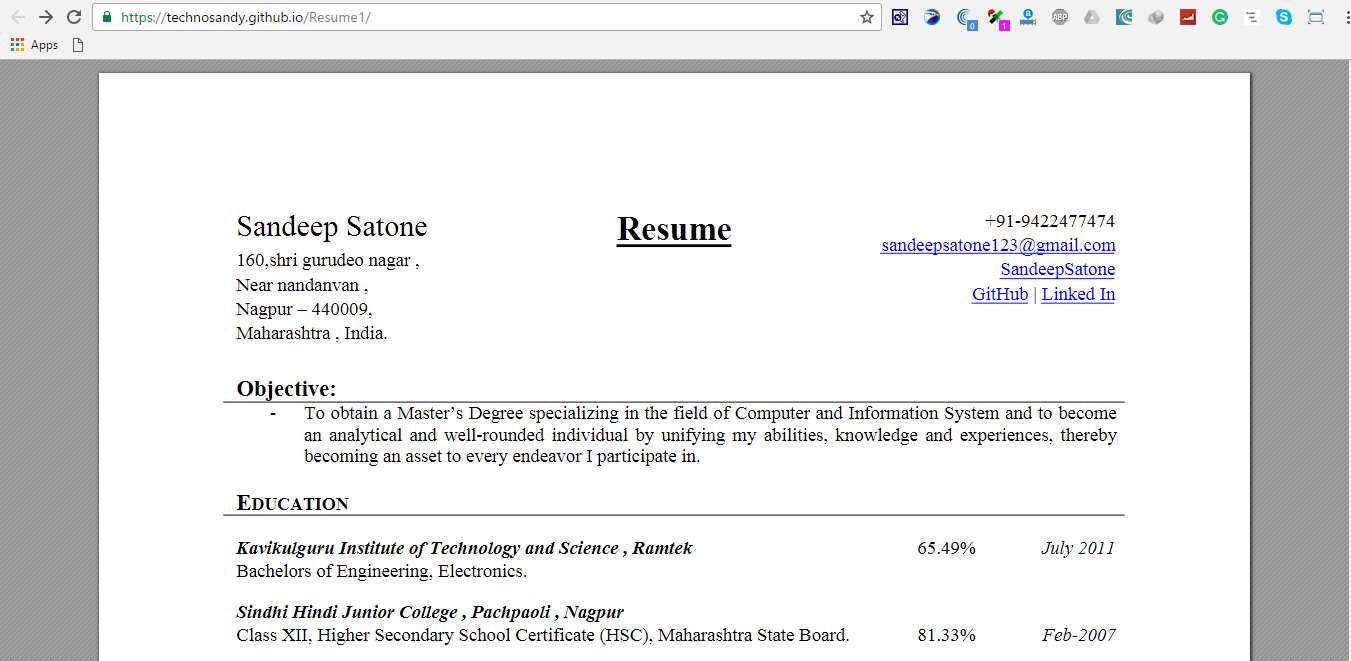 https://technosandy.github.io/Resume1/
0
1
ABP
Apps
Sandeep Satone
Resume
+91-9422477474
sandeepsatone123@gmail.com
SandeepSatone
GitHub | Linked In
160,shri gurudeo nagar ,
Near nandanvan ,
Nagpur – 440009,
Maharashtra , India.
Objective:
- To obtain a Master’s Degree specializing in the field of Computer and Information System and to become
an analytical and well-rounded individual by unifying my abilities, knowledge and experiences, thereby
becoming an asset to every endeavor I participate in.
EDUCATION
Kavikulguru Institute of Technology and Science , Ramtek 65.49% July 2011
Bachelors of Engineering, Electronics.
Sindhi Hindi Junior College , Pachpaoli , Nagpur
Class XII, Higher Secondary School Certificate (HSC), Maharashtra State Board. 81.33% Feb-2007